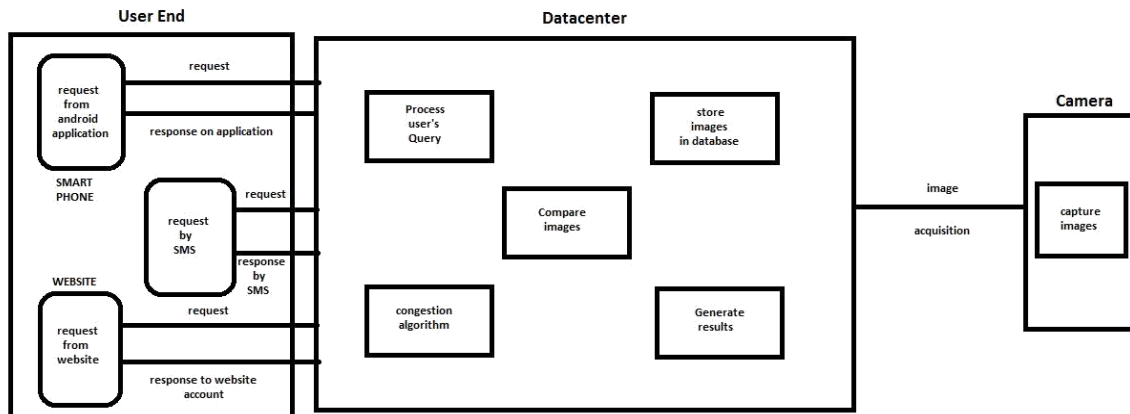 User End
request
from
android
application
SMART
PHONE
request
response on application
request
by
SMS
request
response
by
SMS
WEBSITE
request
from
website
request
response to website
account
Datacenter
Process
user's
Query
store
images
in database
Compare
images
congestion
algorithm
Generate
results
image
acquisition
Camera
capture
images